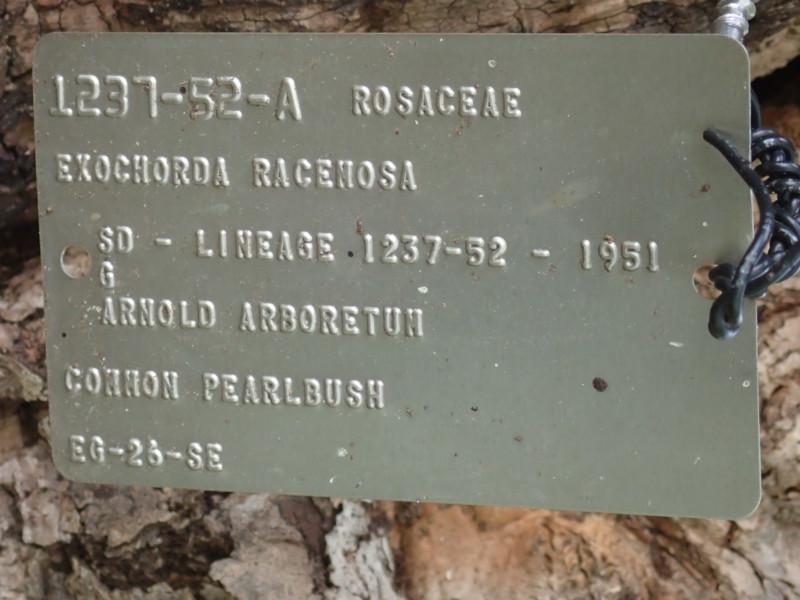 1237-52-A ROSACEAE
EXOCHORDA RACEMOSA
SD - LINEAGE 1237-52 - 1951
G
ARNOLD ARBORETUM
COMMON PEARLBUSH
EG-26-SE